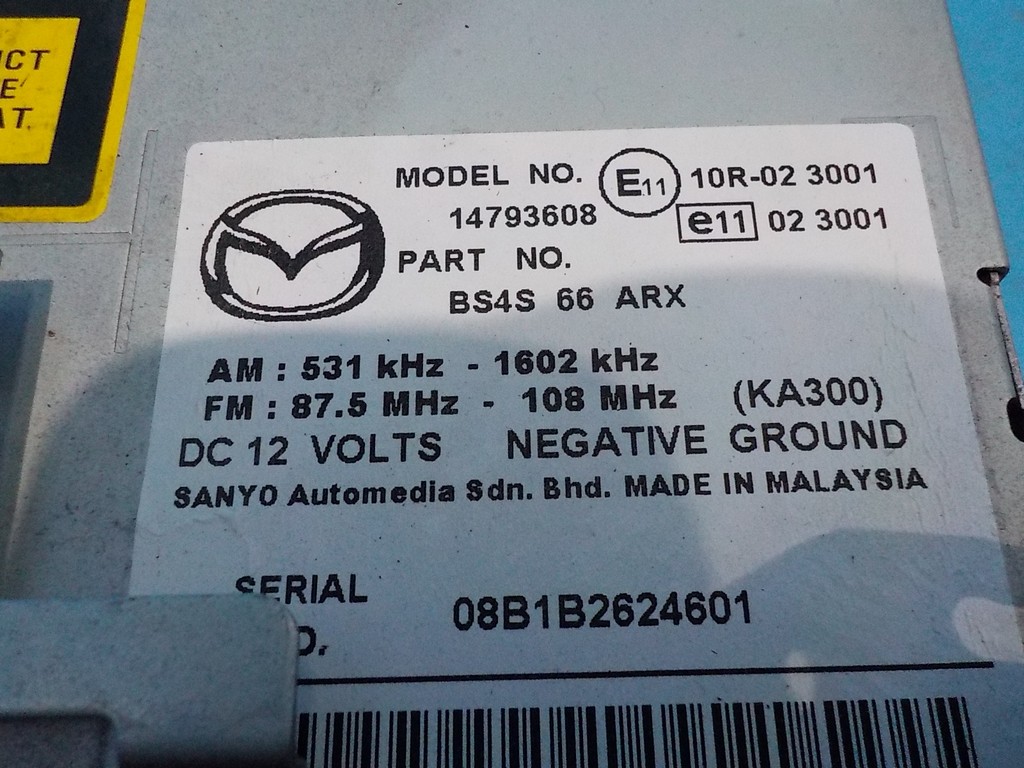 AT.
MODEL NO. E11 10R-02 3001
14793608 e11 02 3001
PART NO.
BS4S 66 ARX
AM : 531 kHz - 1602 kHz
FM : 87.5 MHz - 108 MHz (KA300)
DC 12 VOLTS NEGATIVE GROUND
SANYO Automedia Sdn. Bhd. MADE IN MALAYSIA
SERIAL
08B1B2624601